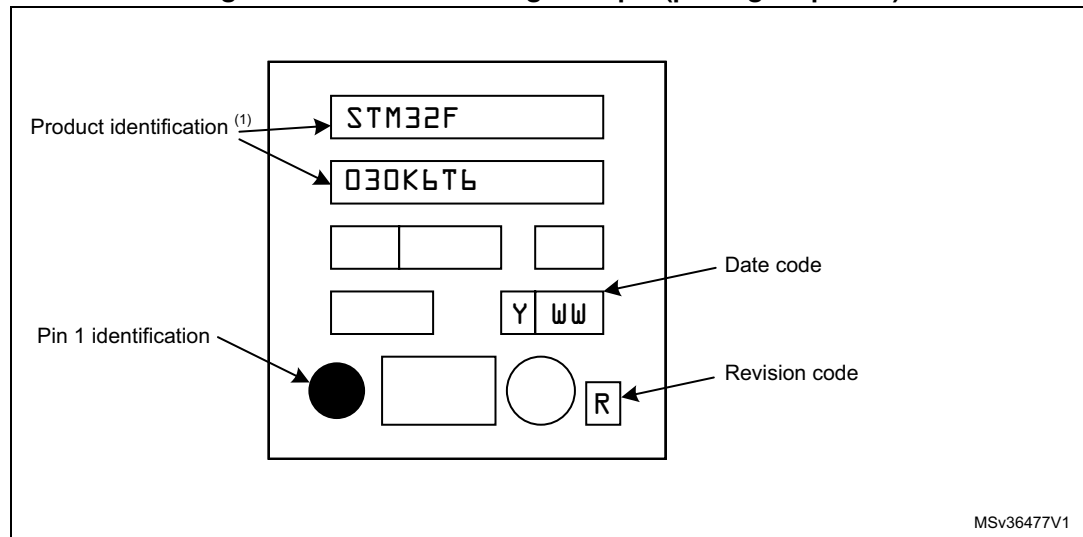 STM32F
Product identification (1)
030K6T6
Date code
Y WW
Pin 1 identification
Revision code
R
MSv36477V1